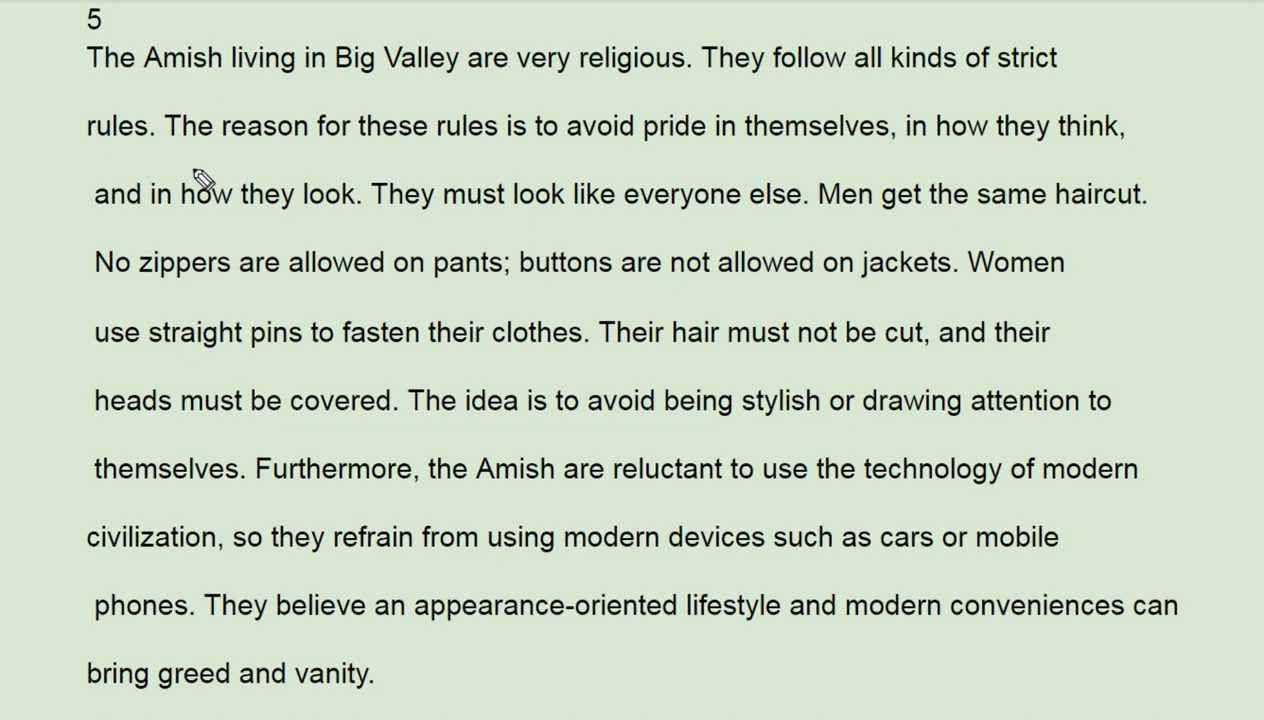 5
The Amish living in Big Valley are very religious. They follow all kinds of strict
rules. The reason for these rules is to avoid pride in themselves, in how they think,
and in how they look. They must look like everyone else. Men get the same haircut.
No zippers are allowed on pants; buttons are not allowed on jackets. Women
use straight pins to fasten their clothes. Their hair must not be cut, and their
heads must be covered. The idea is to avoid being stylish or drawing attention to
themselves. Furthermore, the Amish are reluctant to use the technology of modern
civilization, so they refrain from using modern devices such as cars or mobile
phones. They believe an appearance-oriented lifestyle and modern conveniences can
bring greed and vanity.